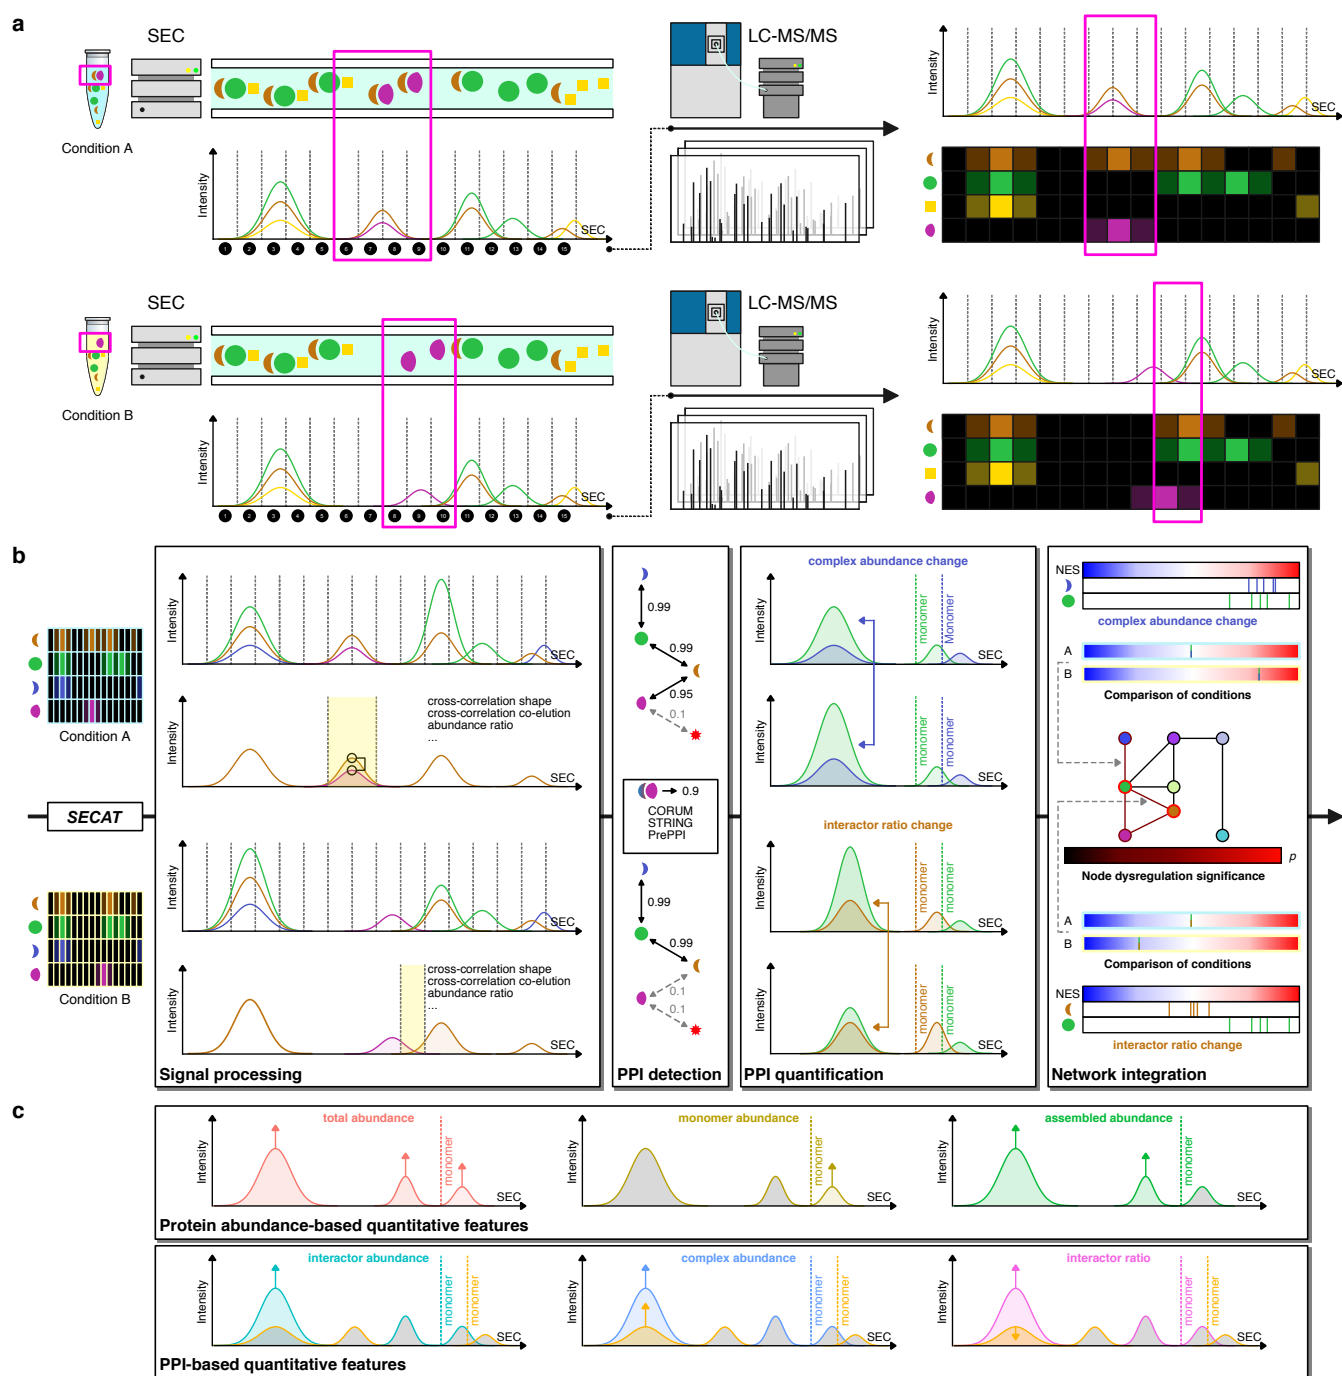 a
SEC
LC-MS/MS
Intensity
SEC
Condition A
Intensity
SEC
1 2 3 4 5 6 7 8 9 10 11 12 13 14 15
SEC
LC-MS/MS
Intensity
SEC
Condition B
Intensity
SEC
1 2 3 4 5 6 7 8 9 10 11 12 13 14 15
b
Condition A
SECAT
Condition B
Intensity
SEC
cross-correlation shape
cross-correlation co-elution
abundance ratio
...
Intensity
SEC
Intensity
SEC
cross-correlation shape
cross-correlation co-elution
abundance ratio
...
Intensity
SEC
Signal processing
0.99
0.99
0.95
0.1
0.9
CORUM
STRING
PrePPI
0.99
0.99
0.1
0.1
PPI detection
complex abundance change
Intensity
monomer
Monomer
SEC
Intensity
monomer
monomer
SEC
interactor ratio change
Intensity
monomer
monomer
SEC
Intensity
monomer
monomer
SEC
PPI quantification
NES
complex abundance change
A
B
Comparison of conditions
p
Node dysregulation significance
A
B
Comparison of conditions
NES
interactor ratio change
Network integration
c
total abundance
Intensity
monomer
SEC
monomer abundance
Intensity
monomer
SEC
assembled abundance
Intensity
monomer
SEC
Protein abundance-based quantitative features
interactor abundance
Intensity
monomer
monomer
SEC
complex abundance
Intensity
monomer
monomer
SEC
interactor ratio
Intensity
monomer
monomer
SEC
PPI-based quantitative features